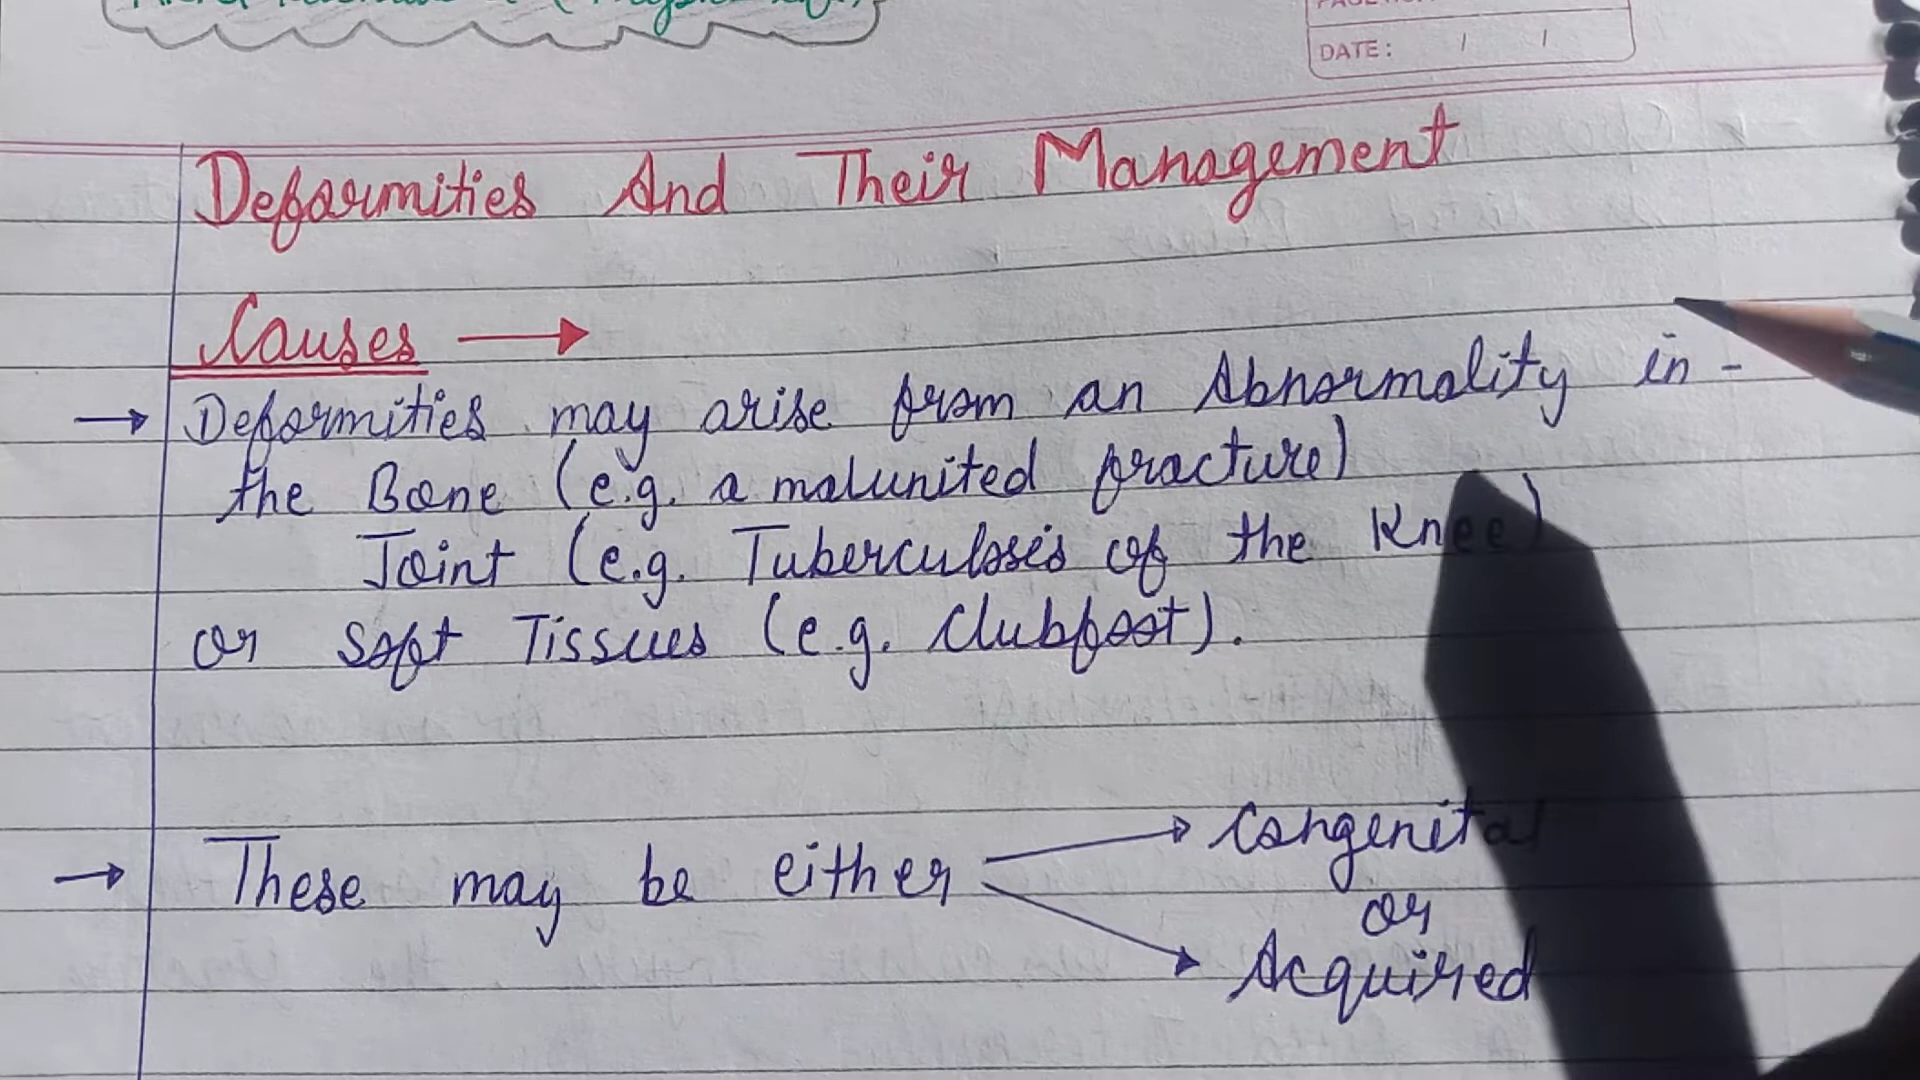 DATE: / /
Deformities And Their Management
Causes →
→ Deformities may arise from an Abnormality in -
the Bone (e.g. a malunited fracture)
Joint (e.g. Tuberculosis of the Knee)
or Soft Tissues (e.g. Clubfoot).
→ These may be either → Congenital
or
→ Acquired